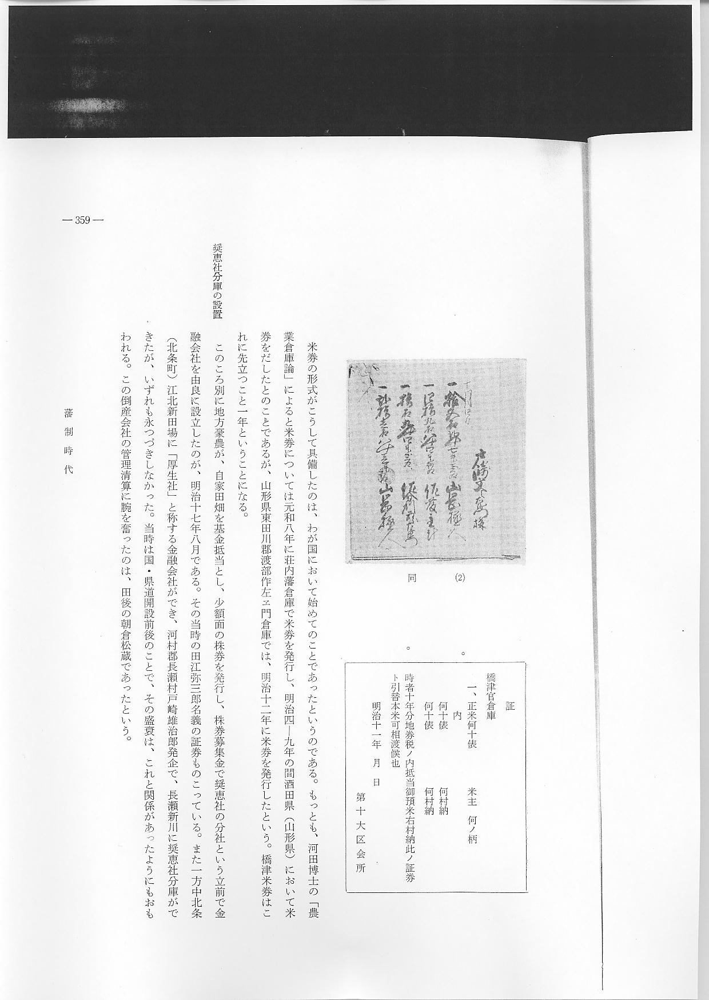 (2)
同
証
橋津官倉庫
一、正米何十俵 米主 何ノ柄
内
何十俵 何村納
何十俵 何村納
時者十年分地券税ノ内抵当御預米右村納此ノ証券
ト引替本米可相渡候也
明治十一年 月 日
第十大区会所
米券の形式がこうして具備したのは、わが国において始めてのことであったというのである。もっとも、河田博士の「農
業倉庫論」によると米券については元和八年に荘内藩倉庫で米券を発行し、明治四―九年の間酒田県(山形県)において米
券をだしたとのことであるが、山形県東田川郡渡部作左ヱ門倉庫では、明治十二年に米券を発行したという。橋津米券はこ
れに先立つこと一年ということになる。
奨恵社分庫の設置
このころ別に地方豪農が、自家田畑を基金抵当とし、少額面の株券を発行し、株券募集金で奨恵社の分社という立前で金
融会社を由良に設立したのが、明治十七年八月である。その当時の田江弥三郎名義の証券ものこっている。また一方中北条
(北条町)江北新田場に「厚生社」と称する金融会社ができ、河村郡長瀬村戸崎雄治郎発企で、長瀬新川に奨恵社分庫がで
きたが、いずれも永つづきしなかった。当時は国・県道開設前後のことで、その盛衰は、これと関係があったようにもおも
われる。この倒産会社の管理清算に腕を奮ったのは、田後の朝倉松蔵であったという。
藩制時代
―359―